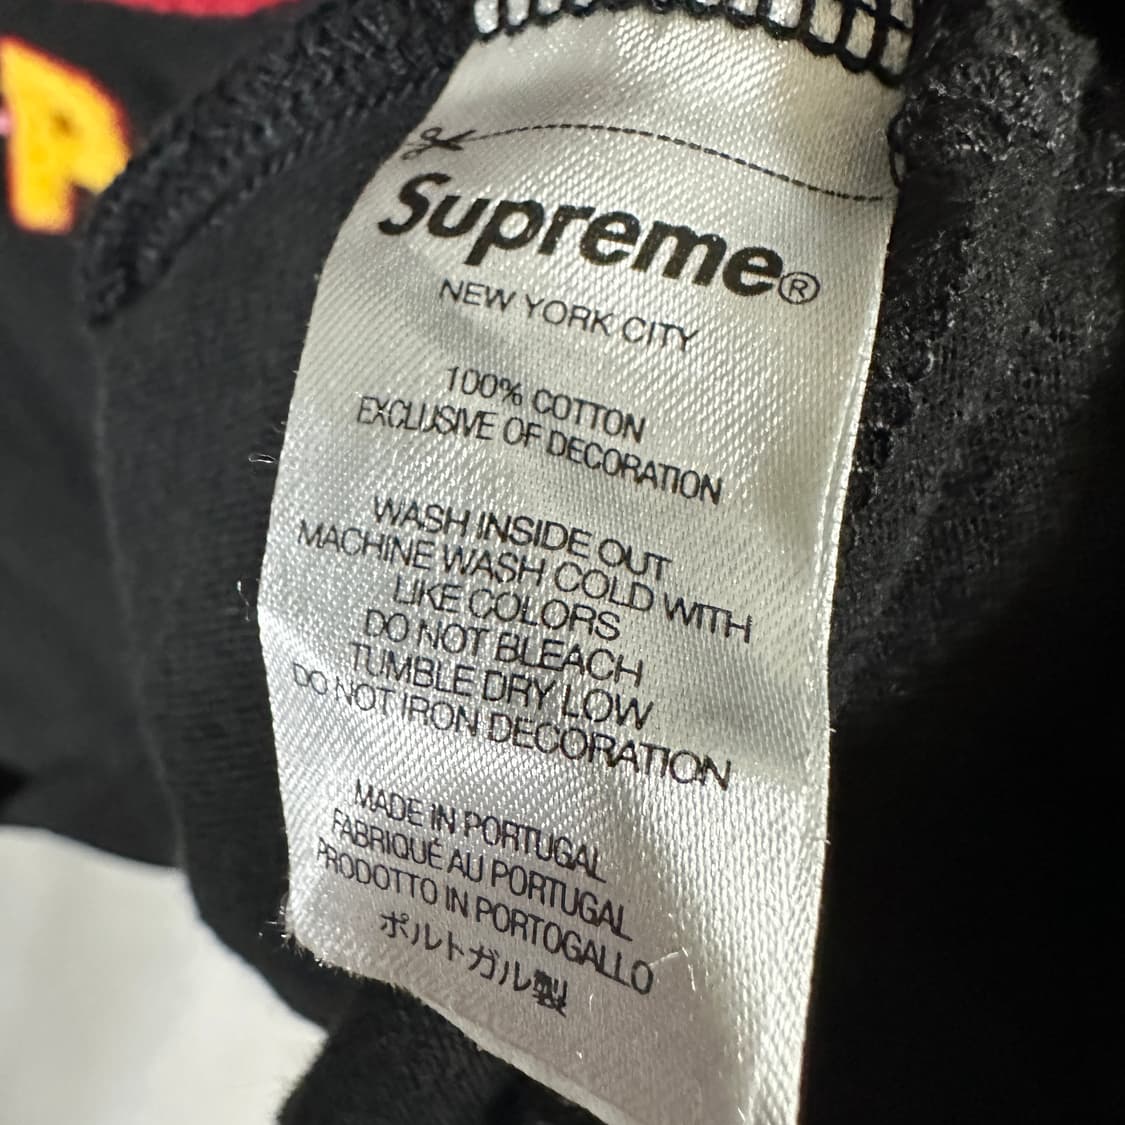 P
Supreme®
NEW YORK CITY
100% COTTON
EXCLUSIVE OF DECORATION
WASH INSIDE OUT
MACHINE WASH COLD WITH
LIKE COLORS
DO NOT BLEACH
TUMBLE DRY LOW
DO NOT IRON DECORATION
MADE IN PORTUGAL
FABRIQUÉ AU PORTUGAL
PRODOTTO IN PORTOGALLO
ポルトガル製